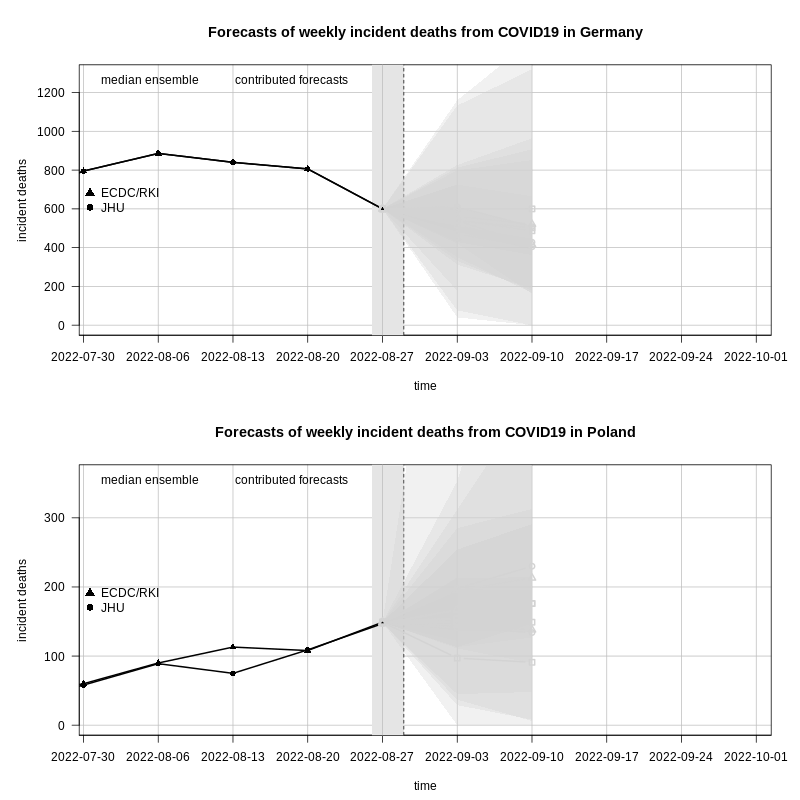 Forecasts of weekly incident deaths from COVID19 in Germany
median ensemble contributed forecasts
1200
1000
800
600
400
200
0
incident deaths
ECDC/RKI
JHU
2022-07-30 2022-08-06 2022-08-13 2022-08-20 2022-08-27 2022-09-03 2022-09-10 2022-09-17 2022-09-24 2022-10-01
time
Forecasts of weekly incident deaths from COVID19 in Poland
median ensemble contributed forecasts
300
200
100
0
incident deaths
ECDC/RKI
JHU
2022-07-30 2022-08-06 2022-08-13 2022-08-20 2022-08-27 2022-09-03 2022-09-10 2022-09-17 2022-09-24 2022-10-01
time